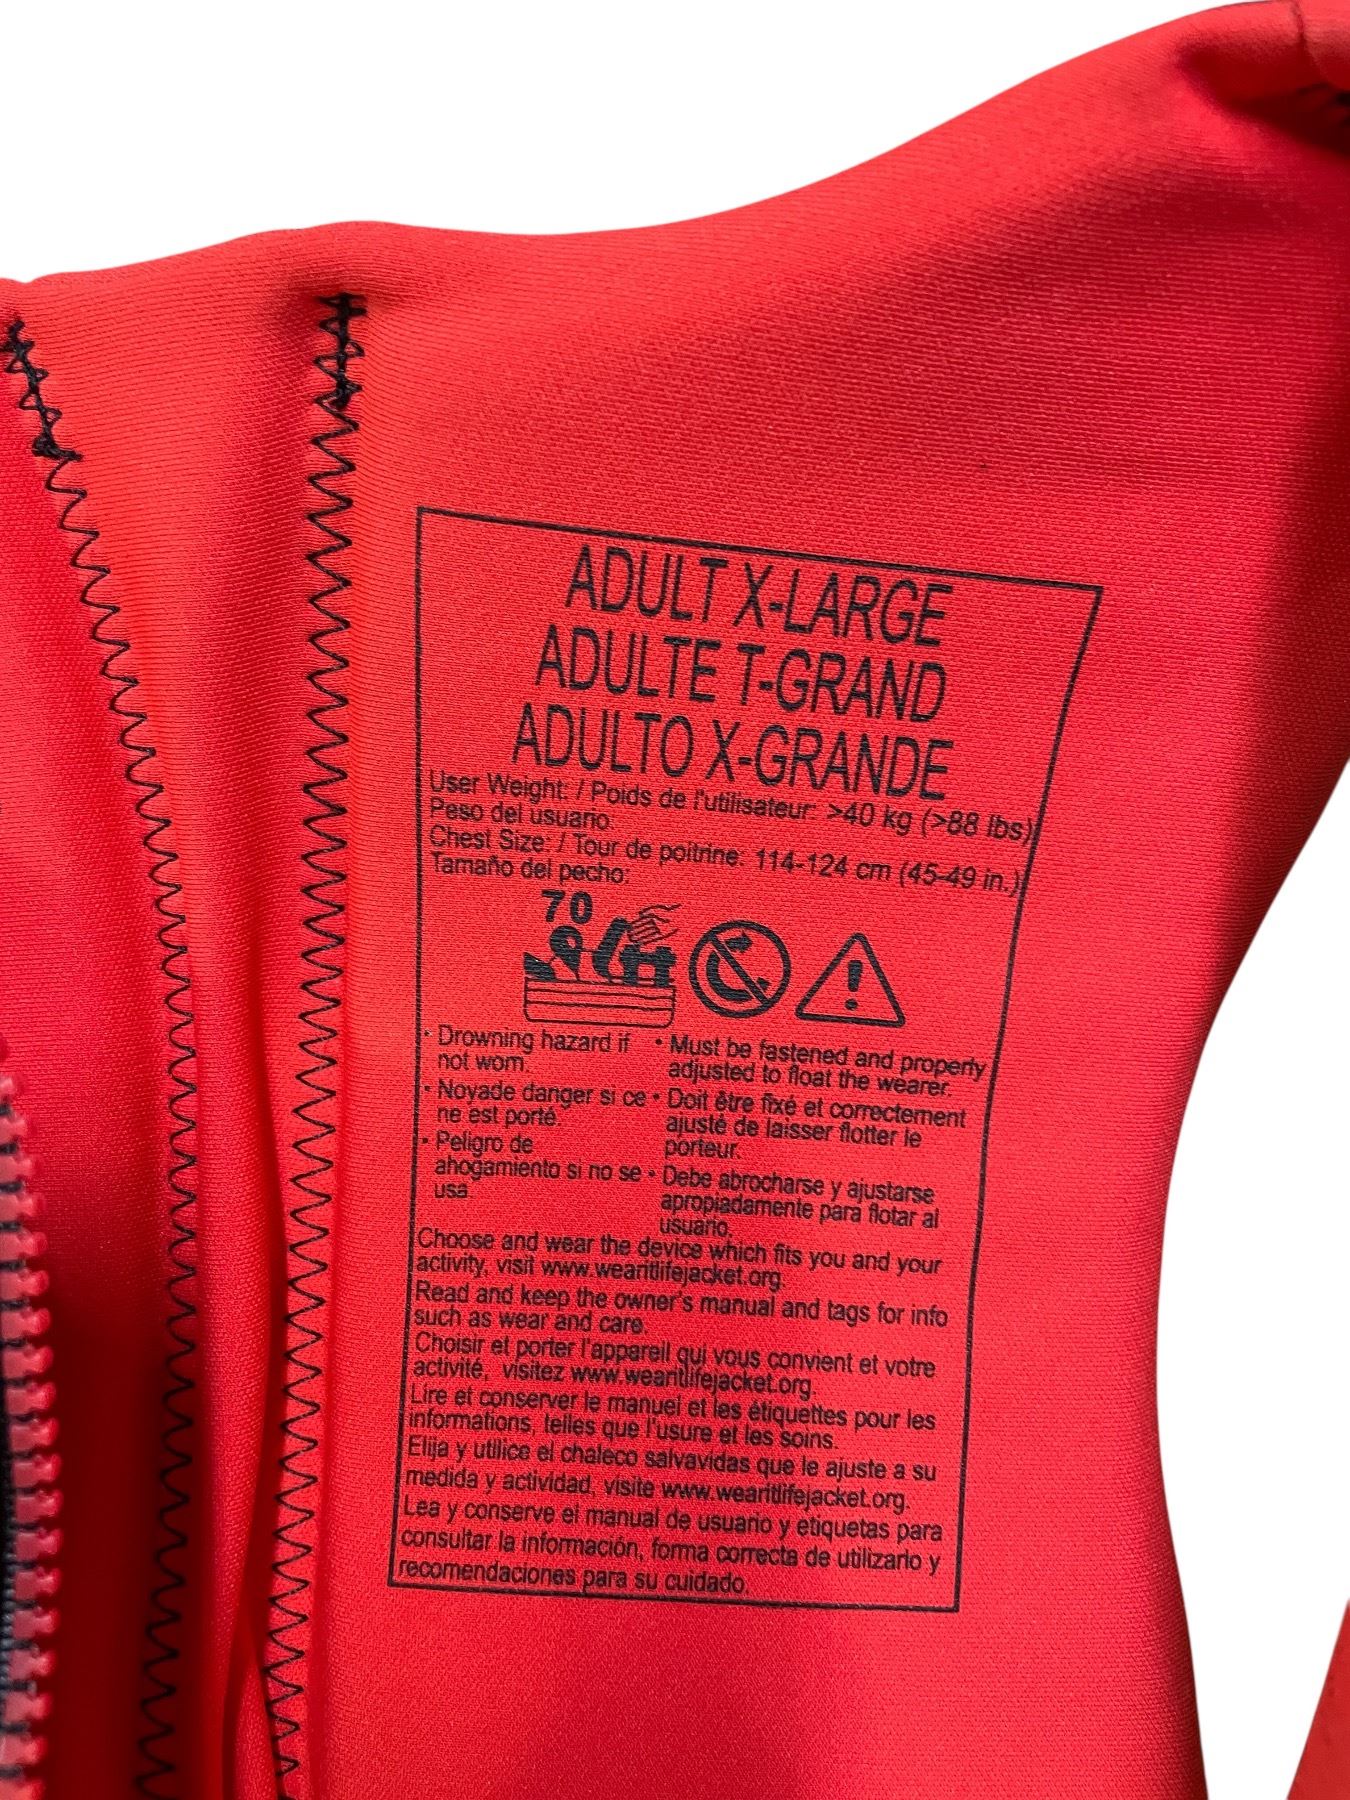 ADULT X-LARGE
ADULTE T-GRAND
ADULTO X-GRANDE
User Weight: / Poids de l'utilisateur: >40 kg (>88 lbs)
Peso del usuario:
Chest Size: / Tour de poitrine: 114-124 cm (45-49 in.)
Tamaño del pecho:
70
• Drowning hazard if
not worn.
• Noyade danger si ce
ne est porté.
• Peligro de
ahogamiento si no se
usa.
• Must be fastened and properly
adjusted to float the wearer.
• Doit être fixé et correctement
ajusté de laisser flotter le
porteur.
• Debe abrocharse y ajustarse
apropiadamente para flotar al
usuario.
Choose and wear the device which fits you and your
activity, visit www.wearitlifejacket.org.
Read and keep the owner's manual and tags for info
such as wear and care.
Choisir et porter l'appareil qui vous convient et votre
activité, visitez www.wearitlifejacket.org.
Lire et conserver le manuel et les étiquettes pour les
informations, telles que l'usure et les soins.
Elija y utilice el chaleco salvavidas que le ajuste a su
medida y actividad, visite www.wearitlifejacket.org.
Lea y conserve el manual de usuario y etiquetas para
consultar la información, forma correcta de utilizarlo y
recomendaciones para su cuidado.